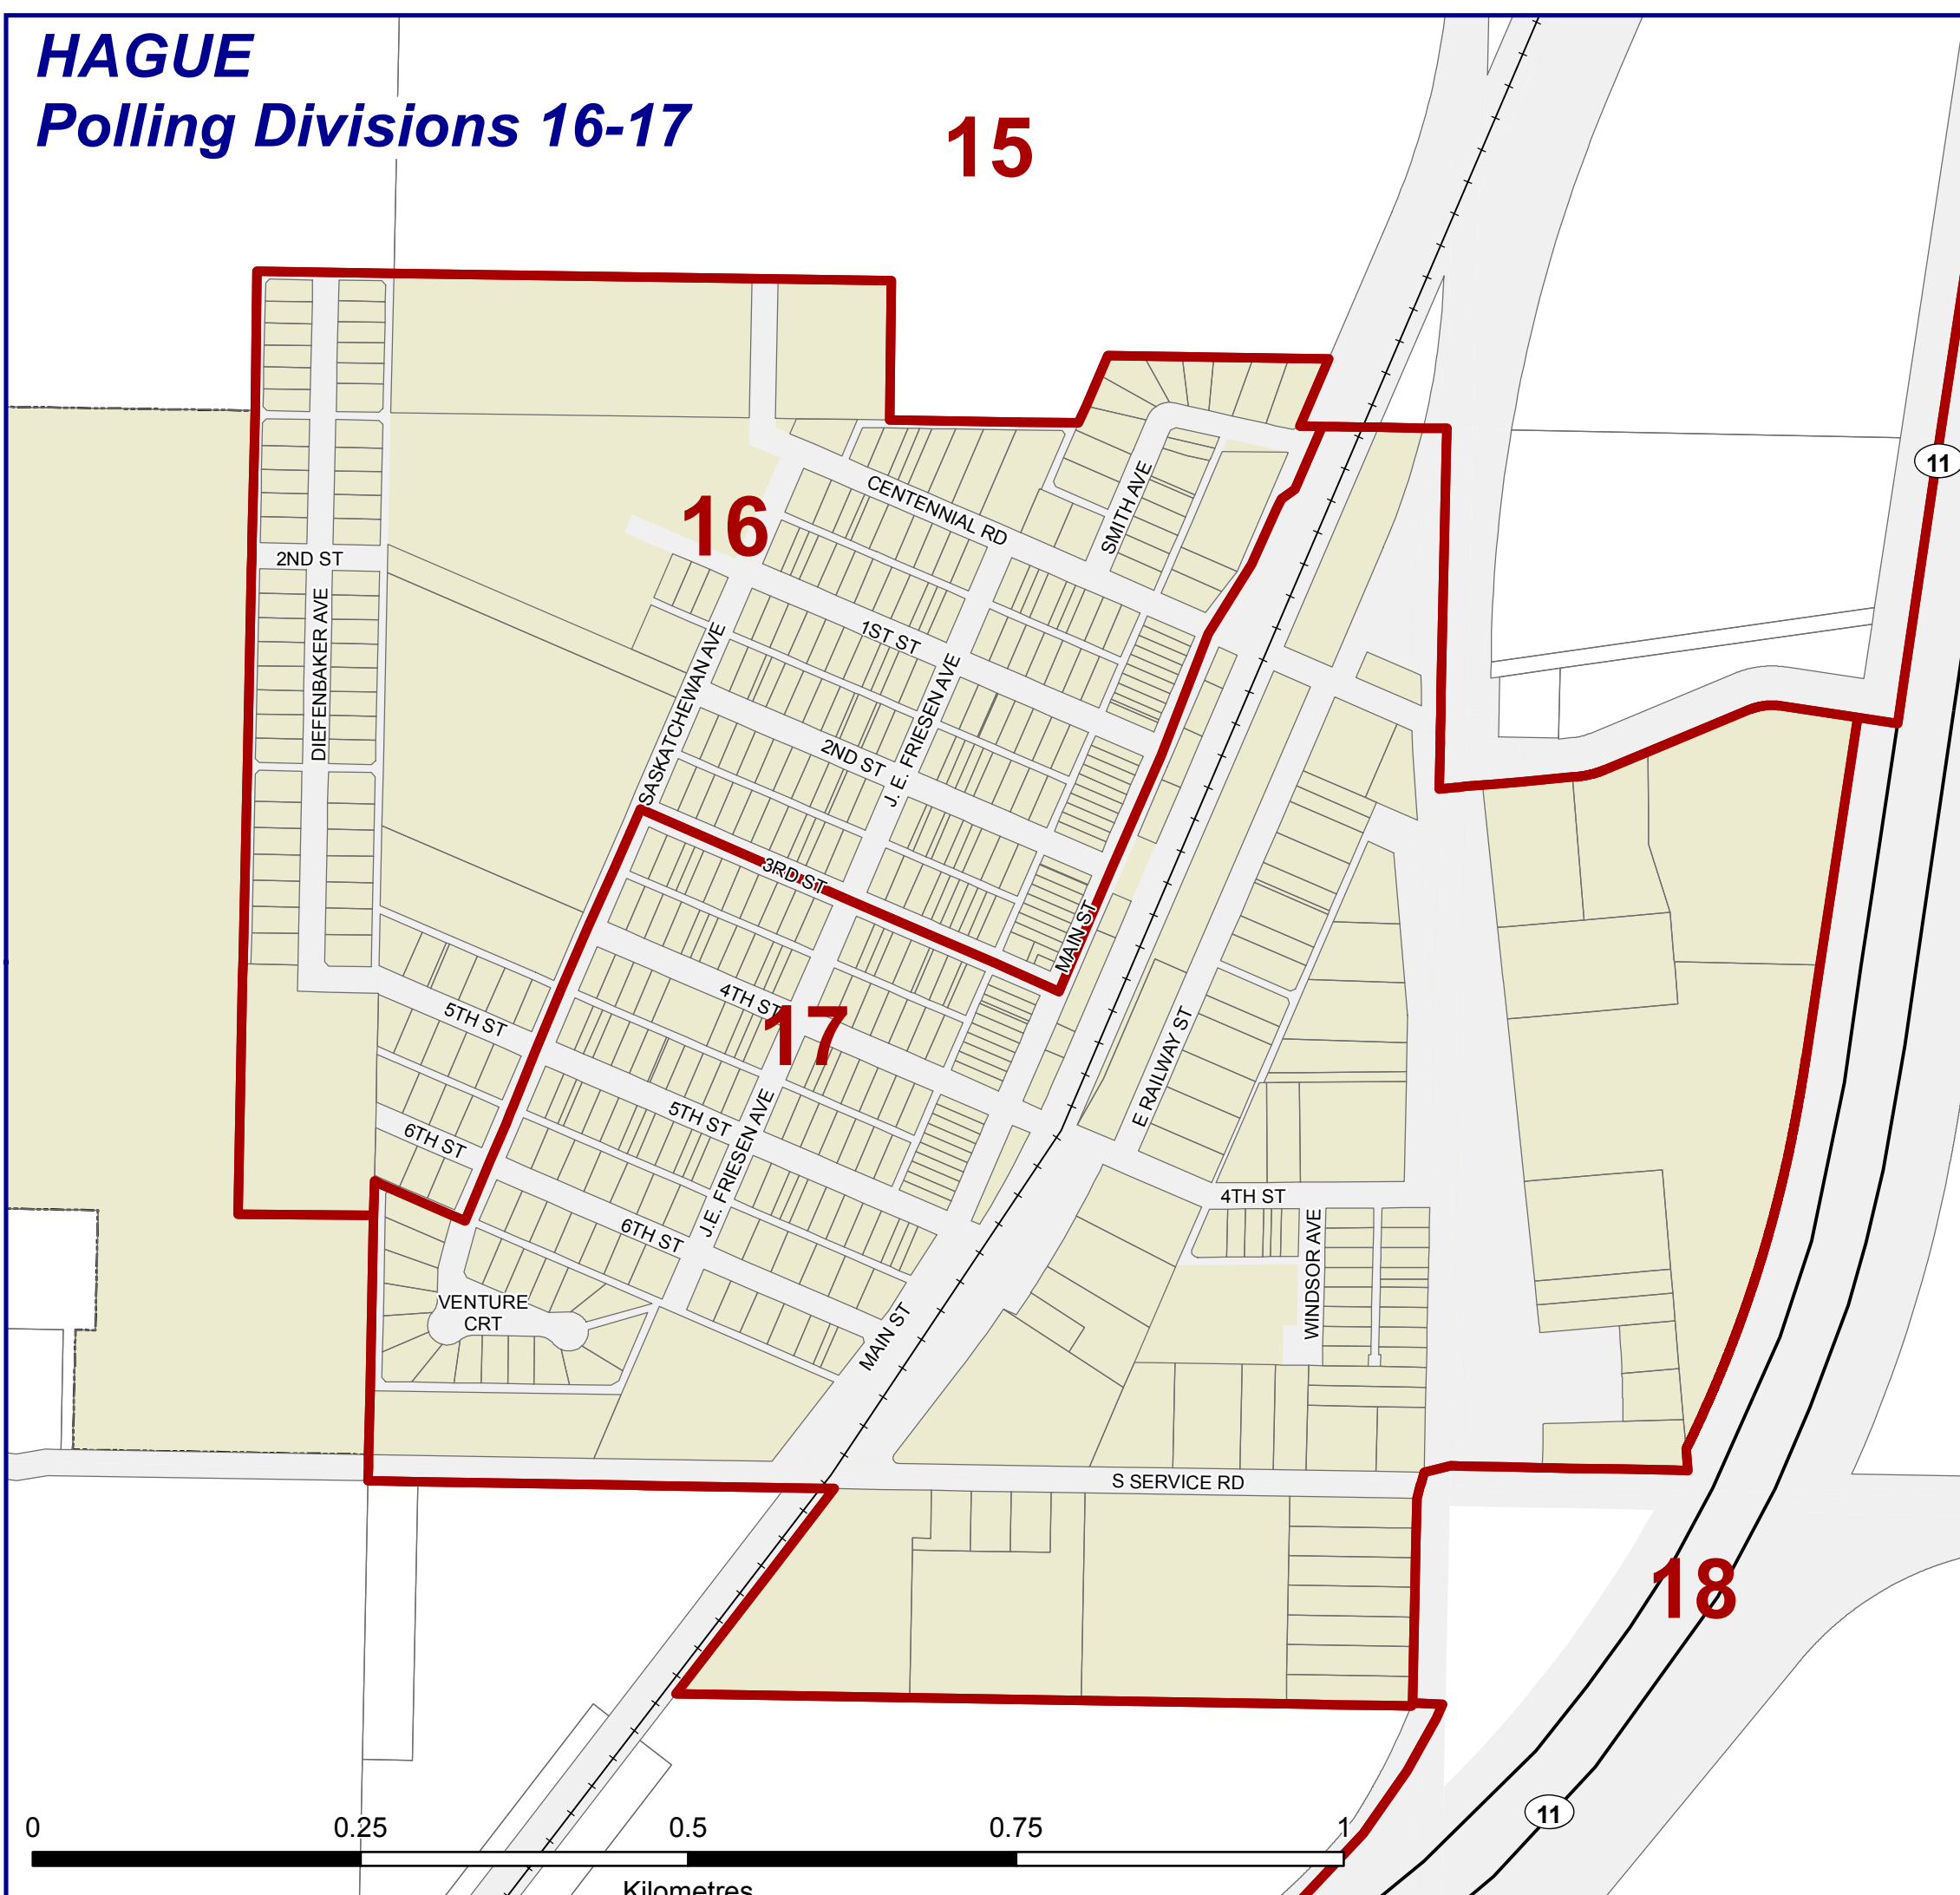 HAGUE
Polling Divisions 16-17
15
11
16
CENTENNIAL RD
SMITH AVE
2ND ST
DIEFENBAKER AVE
1ST ST
SASKATCHEWAN AVE
J. E. FRIESEN AVE
2ND ST
3RD ST
MAIN ST
4TH ST
17
5TH ST
E RAILWAY ST
5TH ST
6TH ST
J.E. FRIESEN AVE
4TH ST
WINDSOR AVE
6TH ST
VENTURE
CRT
MAIN ST
S SERVICE RD
18
11
0 0.25 0.5 0.75 1
Kilometres